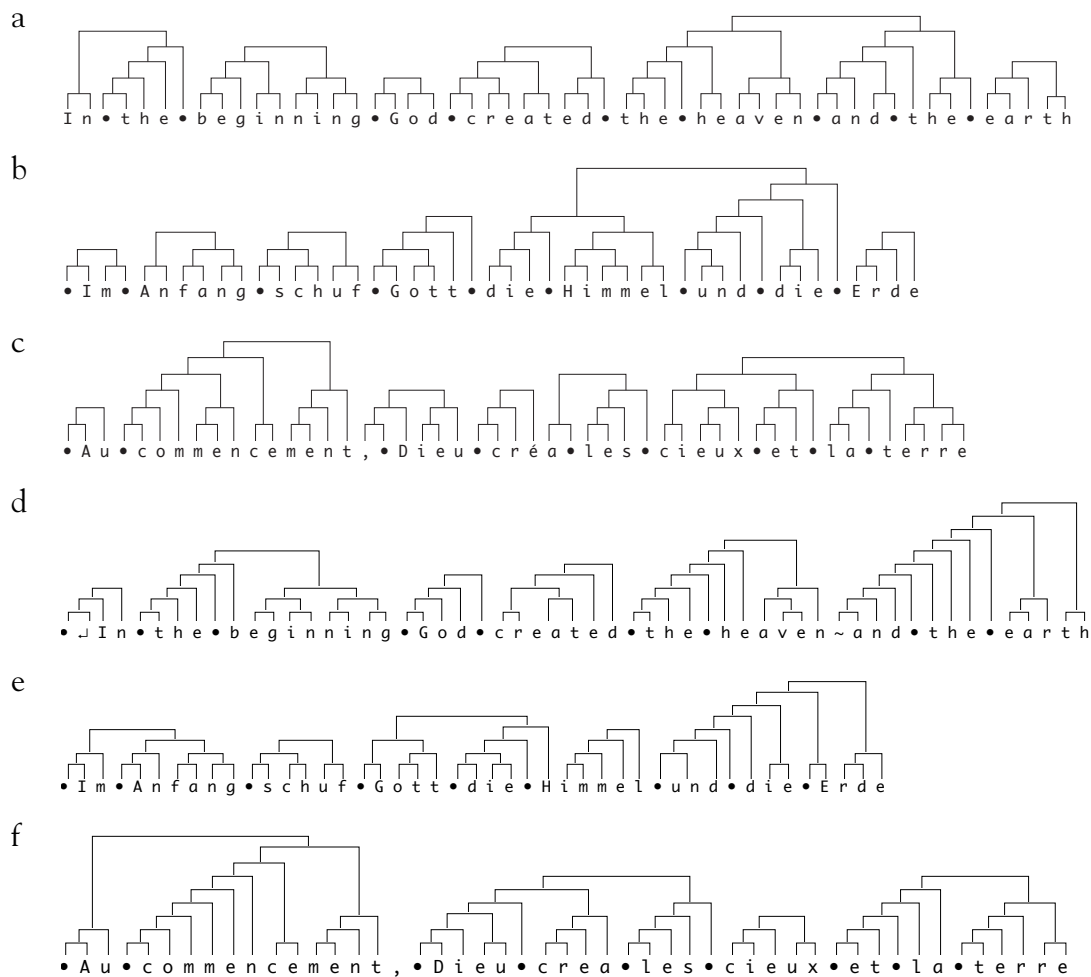 a
In•the•beginning•God•created•the•heaven•and•the•earth
b
•Im•Anfang•schuf•Gott•die•Himmel•und•die•Erde
c
•Au•commencement,•Dieu•créa•les•cieux•et•la•terre
d
•↵In•the•beginning•God•created•the•heaven~and•the•earth
e
•Im•Anfang•schuf•Gott•die•Himmel•und•die•Erde
f
•Au•commencement,•Dieu•crea•les•cieux•et•la•terre